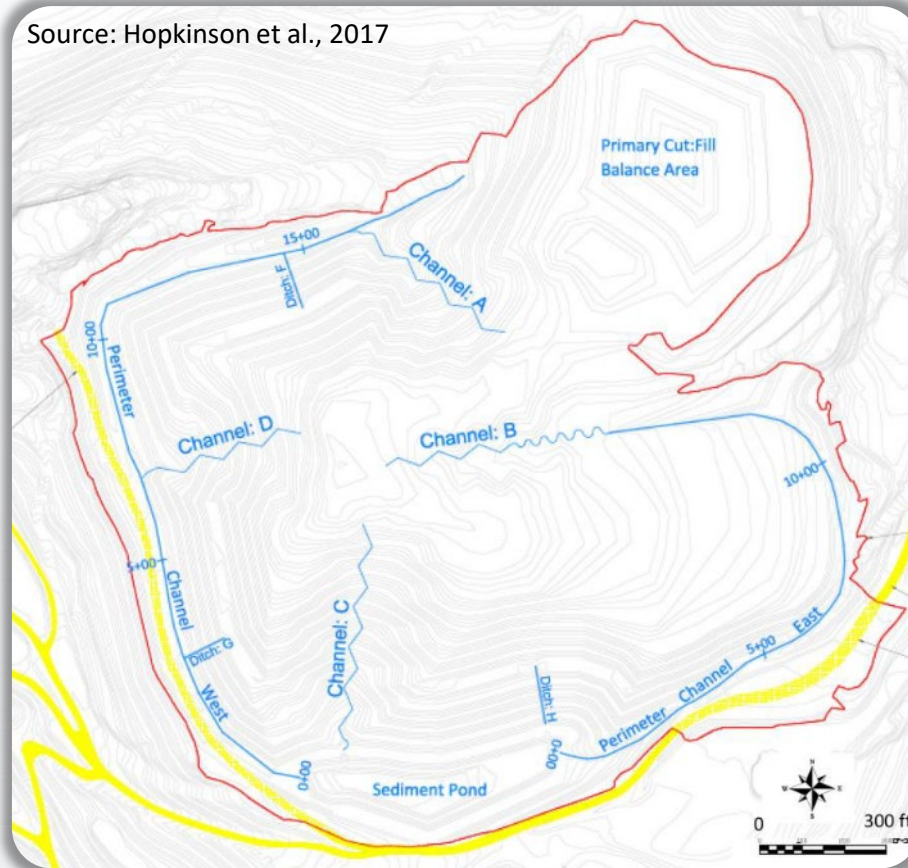 Source: Hopkinson et al., 2017
Primary Cut:Fill
Balance Area
15+00
Ditch: F
Channel: A
10+00
Perimeter
Channel: D
Channel: B
10+00
5+00
Channel
Channel: C
Ditch: G
West
Ditch: H
5+00
East
Channel
Perimeter
0+00
0+00
Sediment Pond
N
W
E
S
0
300 ft